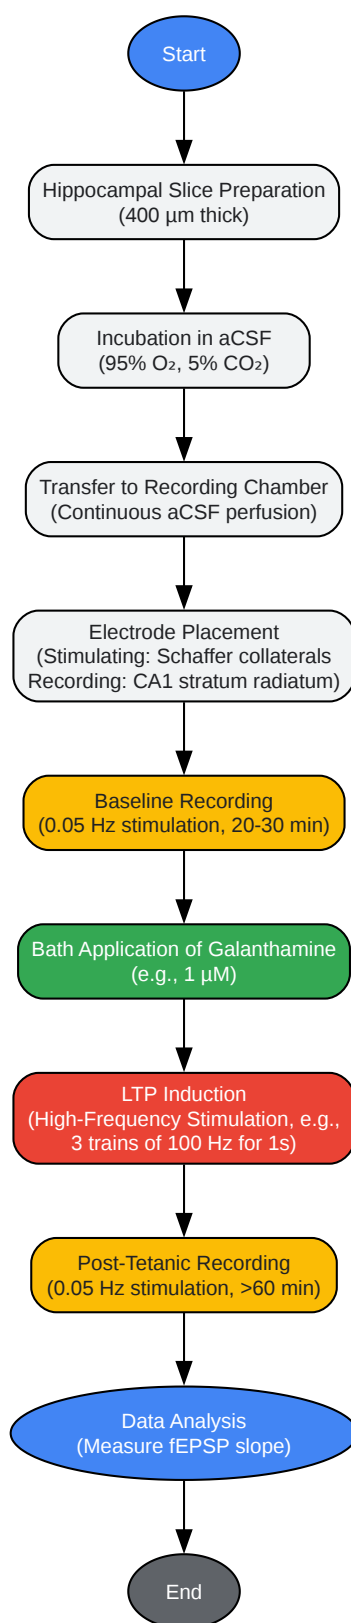 Start
Hippocampal Slice Preparation
(400 µm thick)
Incubation in aCSF
(95% O₂, 5% CO₂)
Transfer to Recording Chamber
(Continuous aCSF perfusion)
Electrode Placement
(Stimulating: Schaffer collaterals
Recording: CA1 stratum radiatum)
Baseline Recording
(0.05 Hz stimulation, 20-30 min)
Bath Application of Galanthamine
(e.g., 1 µM)
LTP Induction
(High-Frequency Stimulation, e.g.,
3 trains of 100 Hz for 1s)
Post-Tetanic Recording
(0.05 Hz stimulation, >60 min)
Data Analysis
(Measure fEPSP slope)
End